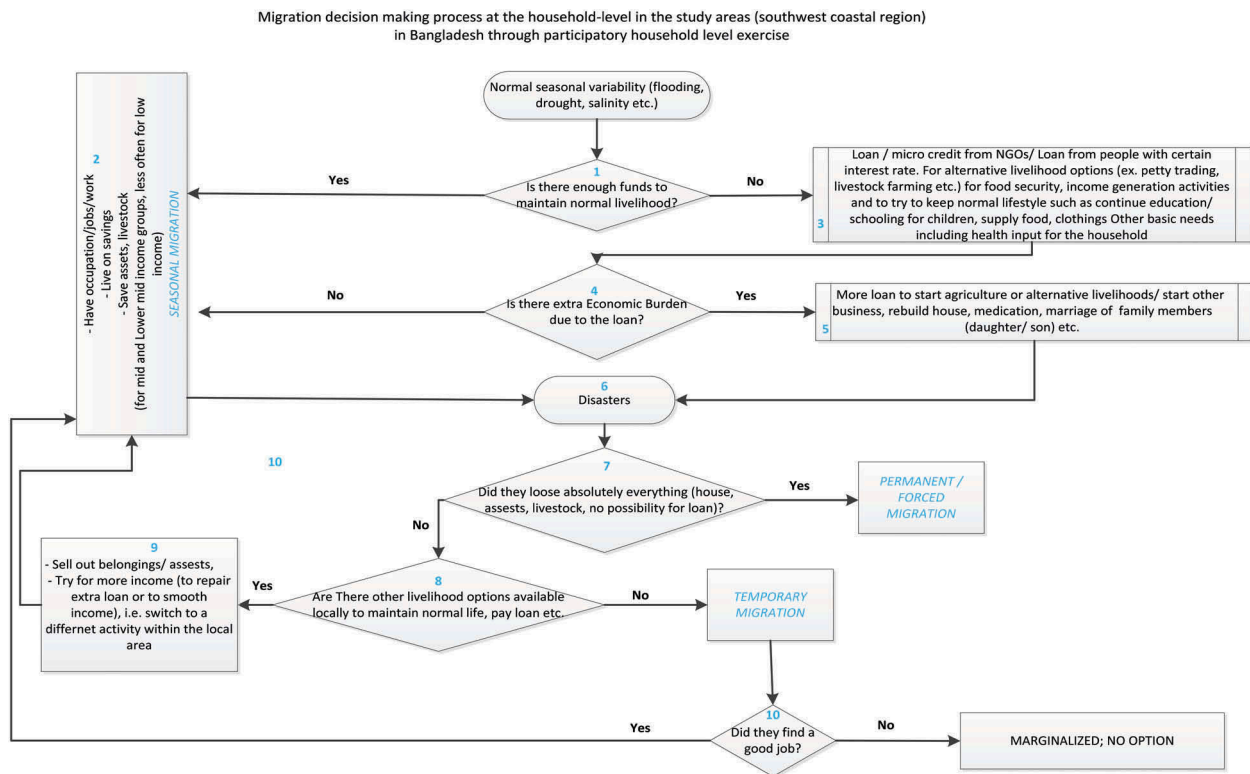 Migration decision making process at the household-level in the study areas (southwest coastal region)
in Bangladesh through participatory household level exercise
Normal seasonal variability (flooding,
drought, salinity etc.)
1
Is there enough funds to
maintain normal livelihood?
Yes
No
2
- Have occupation/jobs/work
- Live on savings
- Save assets, livestock
(for mid and Lower mid income groups, less often for low
income)
SEASONAL MIGRATION
Loan / micro credit from NGOs/ Loan from people with certain
interest rate. For alternative livelihood options (ex. petty trading,
livestock farming etc.) for food security, income generation activities
and to try to keep normal lifestyle such as continue education/
schooling for children, supply food, clothings Other basic needs
3
including health input for the household
4
Is there extra Economic Burden
due to the loan?
No
Yes
More loan to start agriculture or alternative livelihoods/ start other
business, rebuild house, medication, marriage of family members
5
(daughter/ son) etc.
6
Disasters
10
7
Did they loose absolutely everything (house,
assests, livestock, no possibility for loan)?
Yes
No
PERMANENT /
FORCED
MIGRATION
8
Are There other livelihood options available
locally to maintain normal life, pay loan etc.
Yes
No
9
- Sell out belongings/ assests,
- Try for more income (to repair
extra loan or to smooth
income), i.e. switch to a
differnet activity within the local
area
TEMPORARY
MIGRATION
10
Did they find a
good job?
Yes
No
MARGINALIZED; NO OPTION